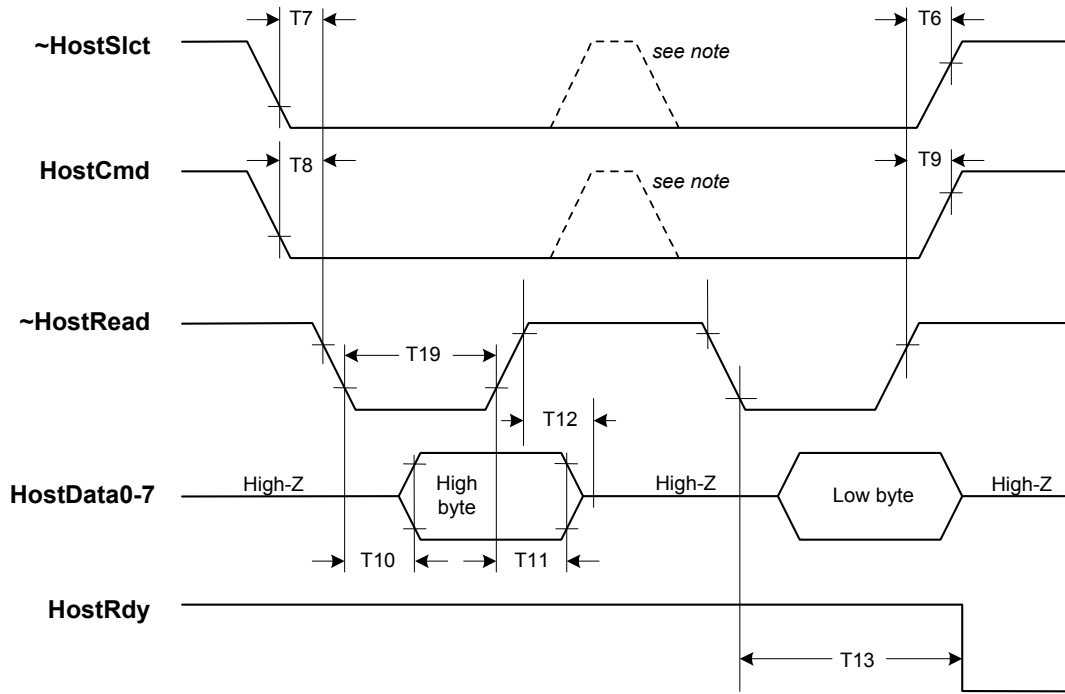 T7
T6
~HostSlct
see note
T8
T9
HostCmd
see note
~HostRead
T19
T12
HostData0-7
High-Z
High
byte
High-Z
Low byte
High-Z
T10
T11
HostRdy
T13